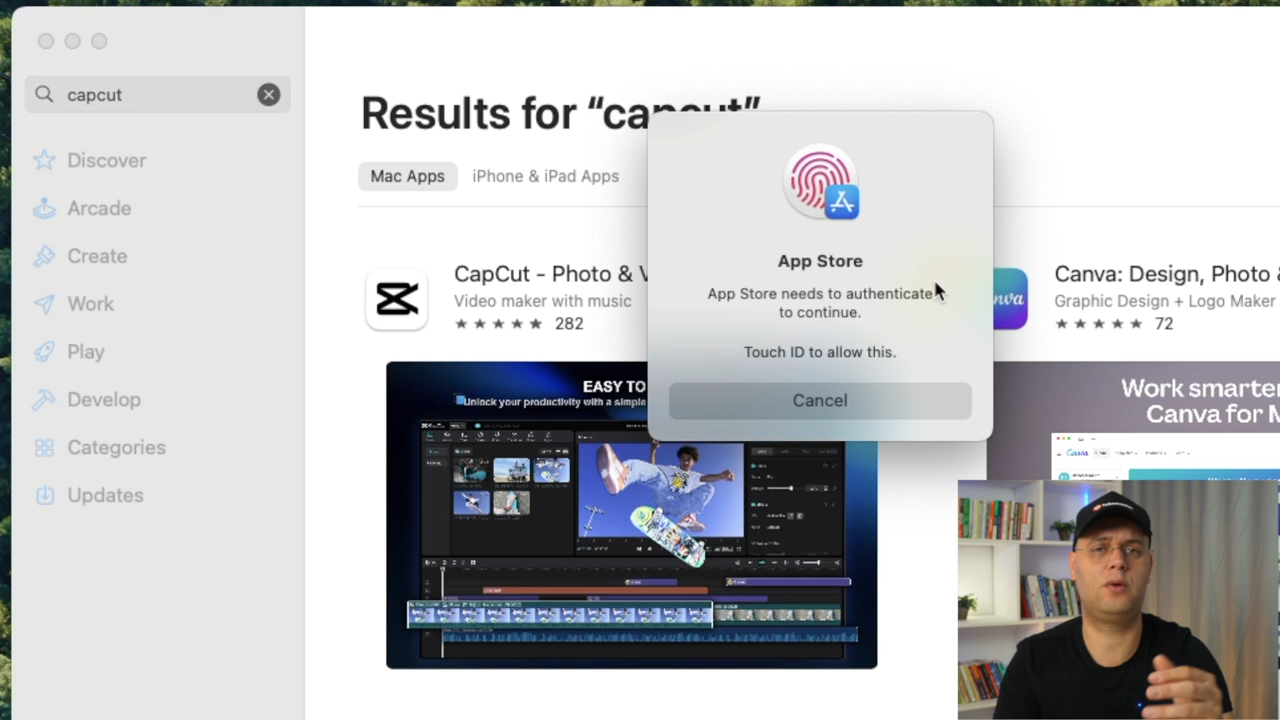 capcut
Discover
Arcade
Create
Work
Play
Develop
Categories
Updates
Results for “capcut”
Mac Apps
iPhone & iPad Apps
CapCut - Photo & V
Video maker with music
282
EASY TO
Unlock your productivity with a simple
App Store
App Store needs to authenticate
to continue.
Touch ID to allow this.
Cancel
nva
Canva: Design, Photo &
Graphic Design + Logo Maker
72
Work smarter
Canva for M
Canva